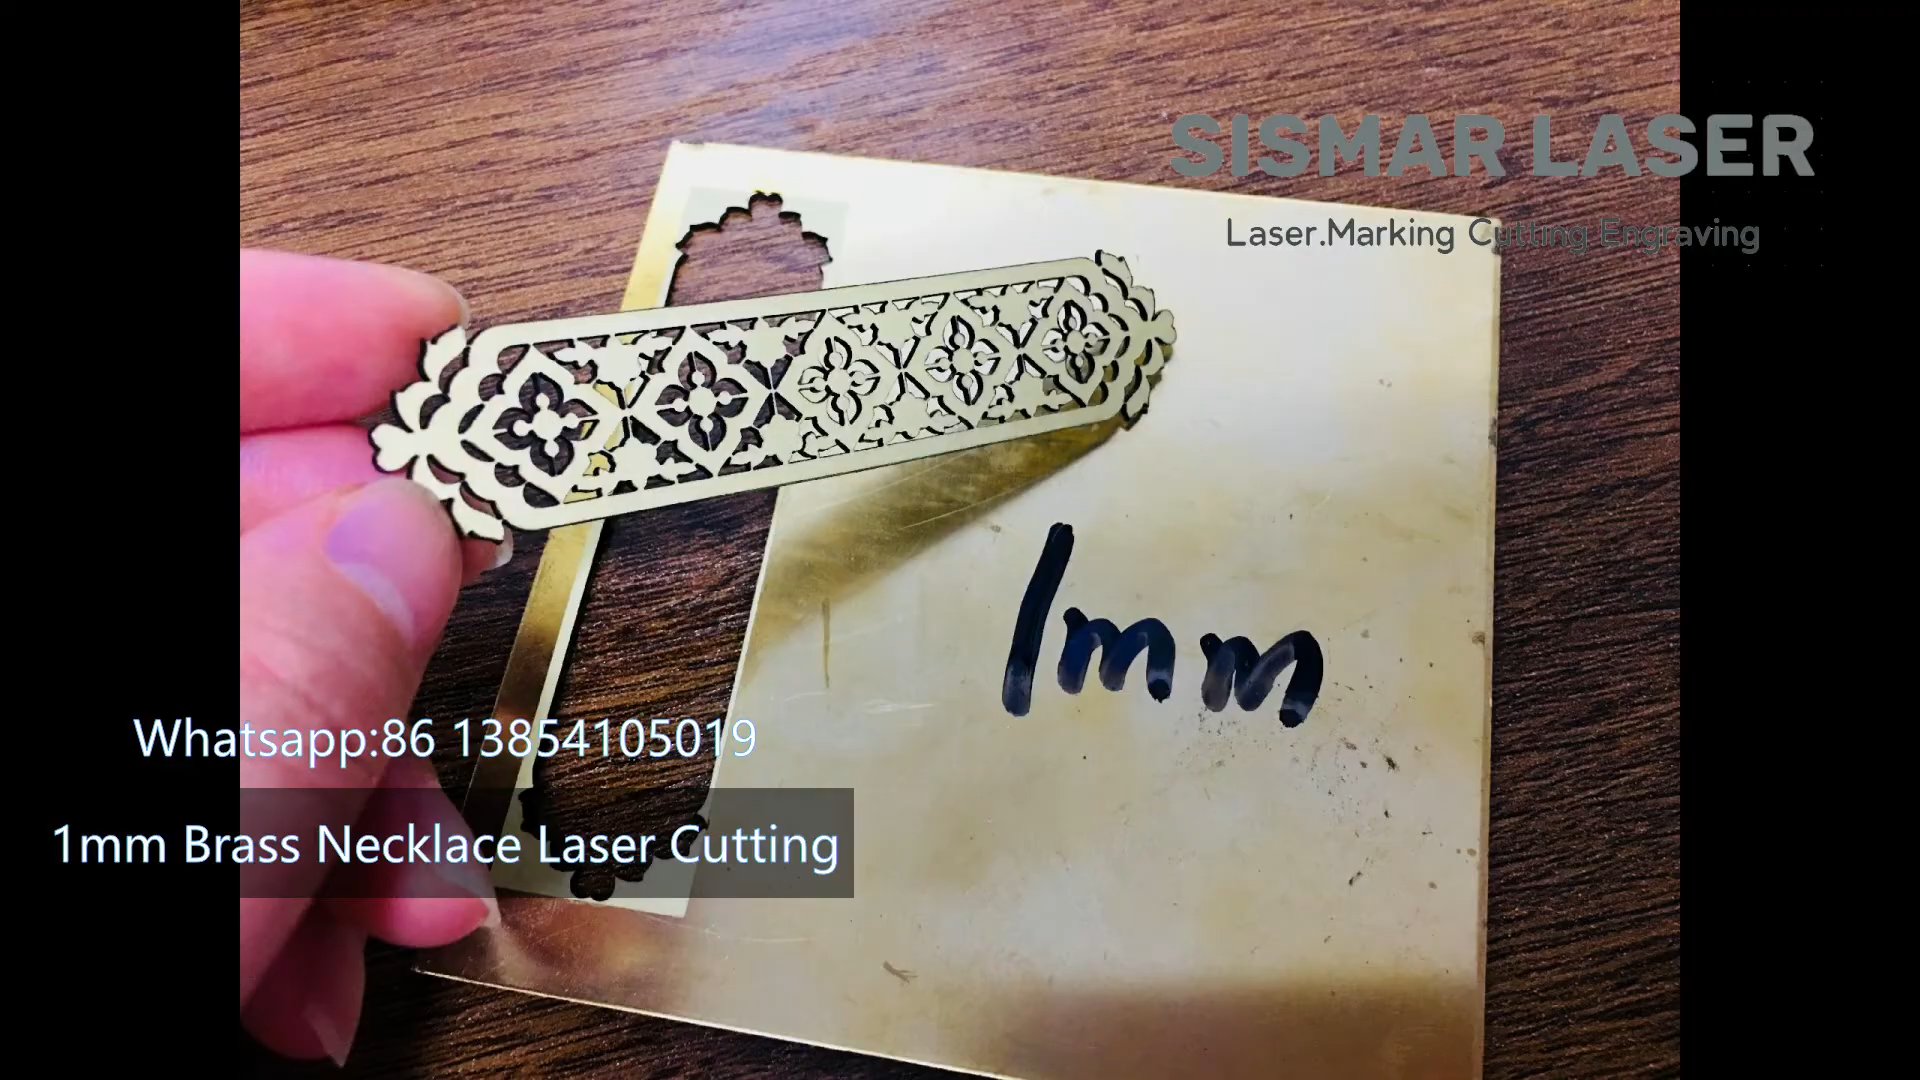 SISMAR LASER
Laser.Marking Cutting Engraving
1mm
Whatsapp:86 13854105019
1mm Brass Necklace Laser Cutting